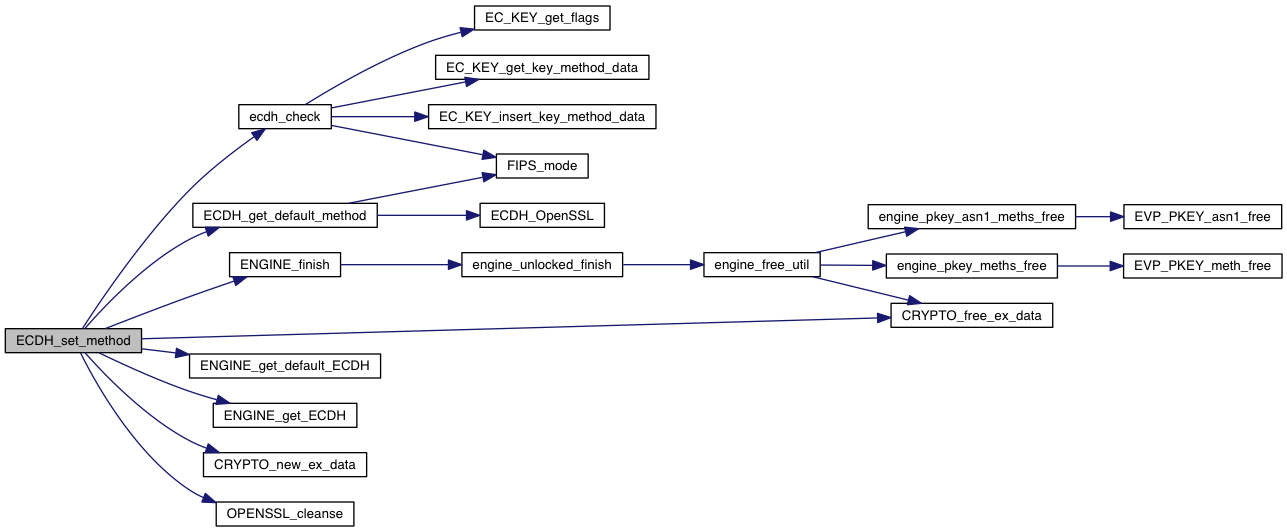 EC_KEY_get_flags
EC_KEY_get_key_method_data
ecdh_check
EC_KEY_insert_key_method_data
FIPS_mode
ECDH_get_default_method
ECDH_OpenSSL
engine_pkey_asn1_meths_free
EVP_PKEY_asn1_free
ENGINE_finish
engine_unlocked_finish
engine_free_util
engine_pkey_meths_free
EVP_PKEY_meth_free
CRYPTO_free_ex_data
ECDH_set_method
ENGINE_get_default_ECDH
ENGINE_get_ECDH
CRYPTO_new_ex_data
OPENSSL_cleanse